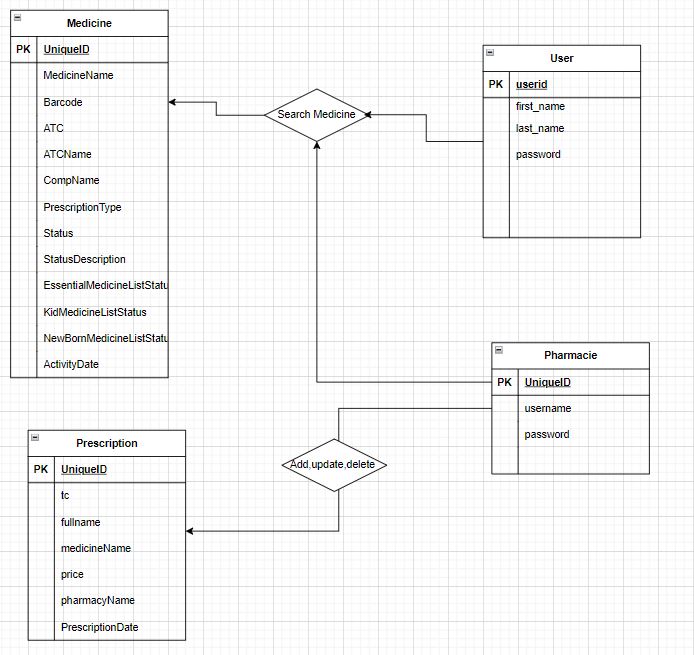 Medicine
PK UniqueID
MedicineName
Barcode
ATC
ATCName
CompName
PrescriptionType
Status
StatusDescription
EssentialMedicineListStatu
KidMedicineListStatus
NewBornMedicineListStatu
ActivityDate
Search Medicine
User
PK userid
first_name
last_name
password
Pharmacie
PK UniqueID
username
password
Add,update,delete
Prescription
PK UniqueID
tc
fullname
medicineName
price
pharmacyName
PrescriptionDate